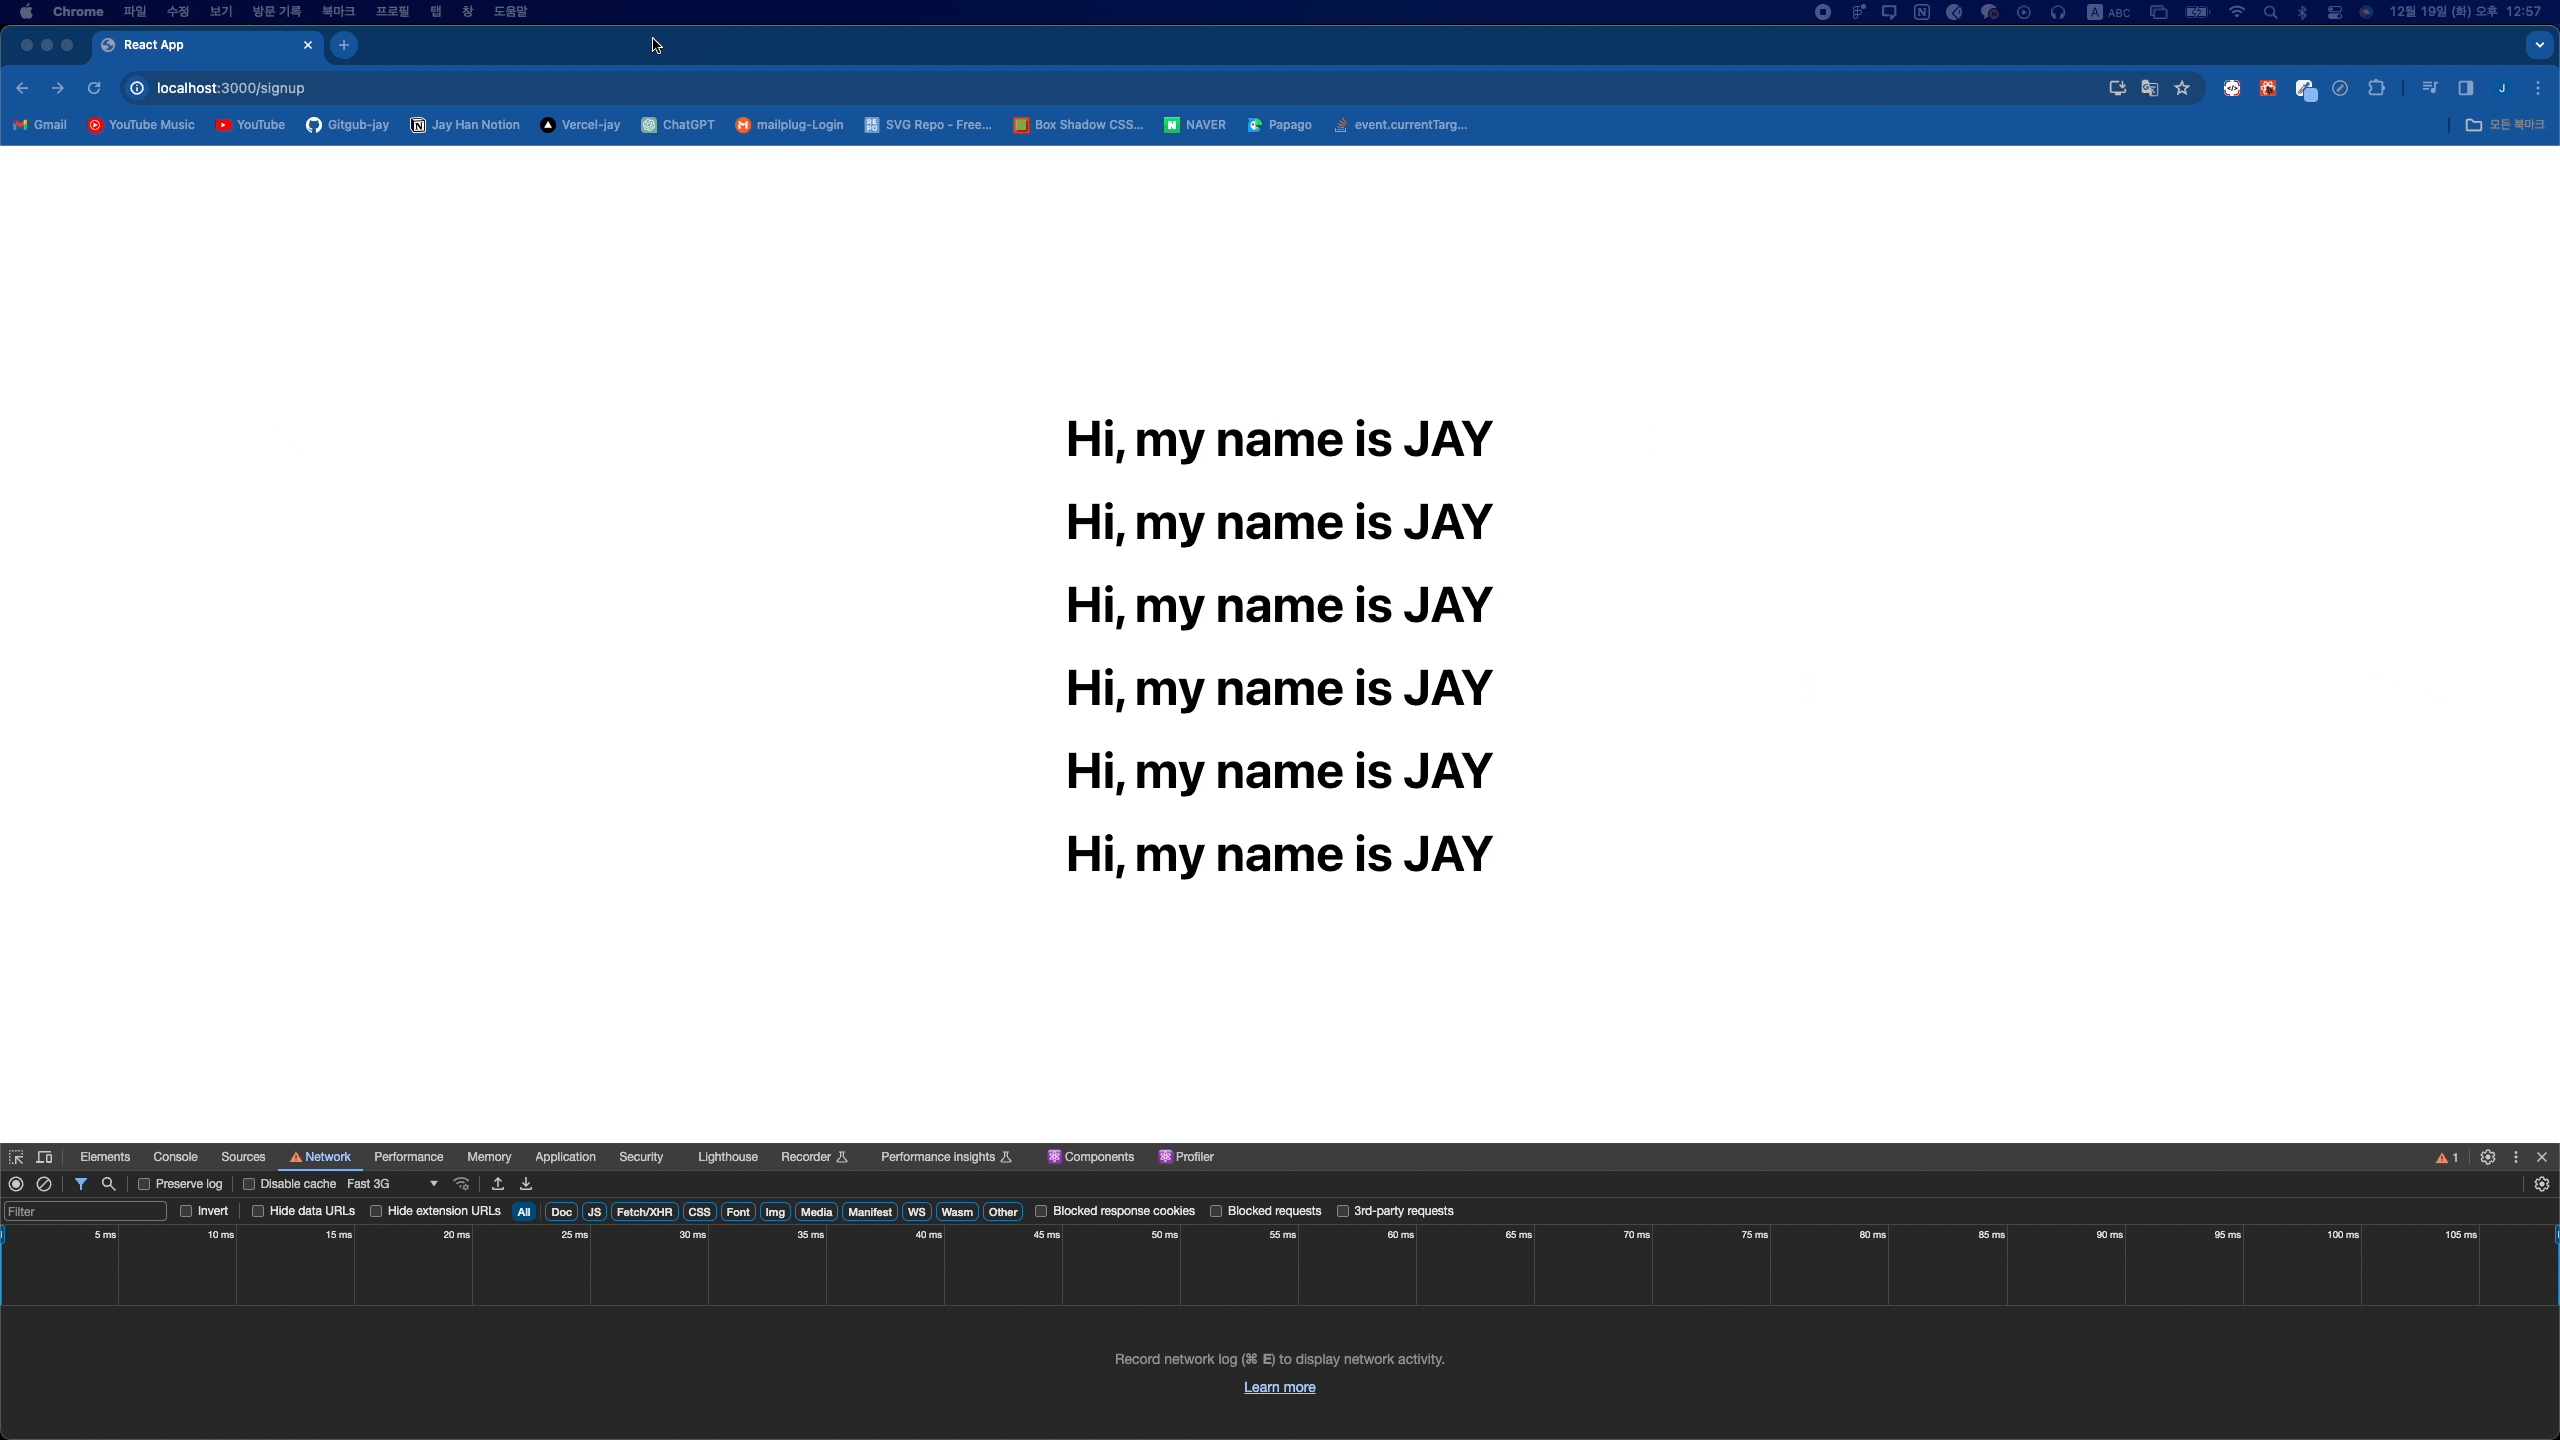 Chrome 파일 수정 보기 방문 기록 북마크 프로필 탭 창 도움말 A ABC 12월 19일 (화) 오후 12:57
React App
localhost:3000/signup J
Gmail YouTube Music YouTube Gitgub-jay Jay Han Notion Vercel-jay ChatGPT mailplug-Login SVG Repo - Free... Box Shadow CSS... NAVER Papago event.currentTarg... 모든 북마크
Hi, my name is JAY
Hi, my name is JAY
Hi, my name is JAY
Hi, my name is JAY
Hi, my name is JAY
Hi, my name is JAY
Elements Console Sources Network Performance Memory Application Security Lighthouse Recorder Performance insights Components Profiler 1
Preserve log Disable cache Fast 3G
Filter Invert Hide data URLs Hide extension URLs All Doc JS Fetch/XHR CSS Font Img Media Manifest WS Wasm Other Blocked response cookies Blocked requests 3rd-party requests
5 ms 10 ms 15 ms 20 ms 25 ms 30 ms 35 ms 40 ms 45 ms 50 ms 55 ms 60 ms 65 ms 70 ms 75 ms 80 ms 85 ms 90 ms 95 ms 100 ms 105 ms
Record network log (⌘ E) to display network activity.
Learn more